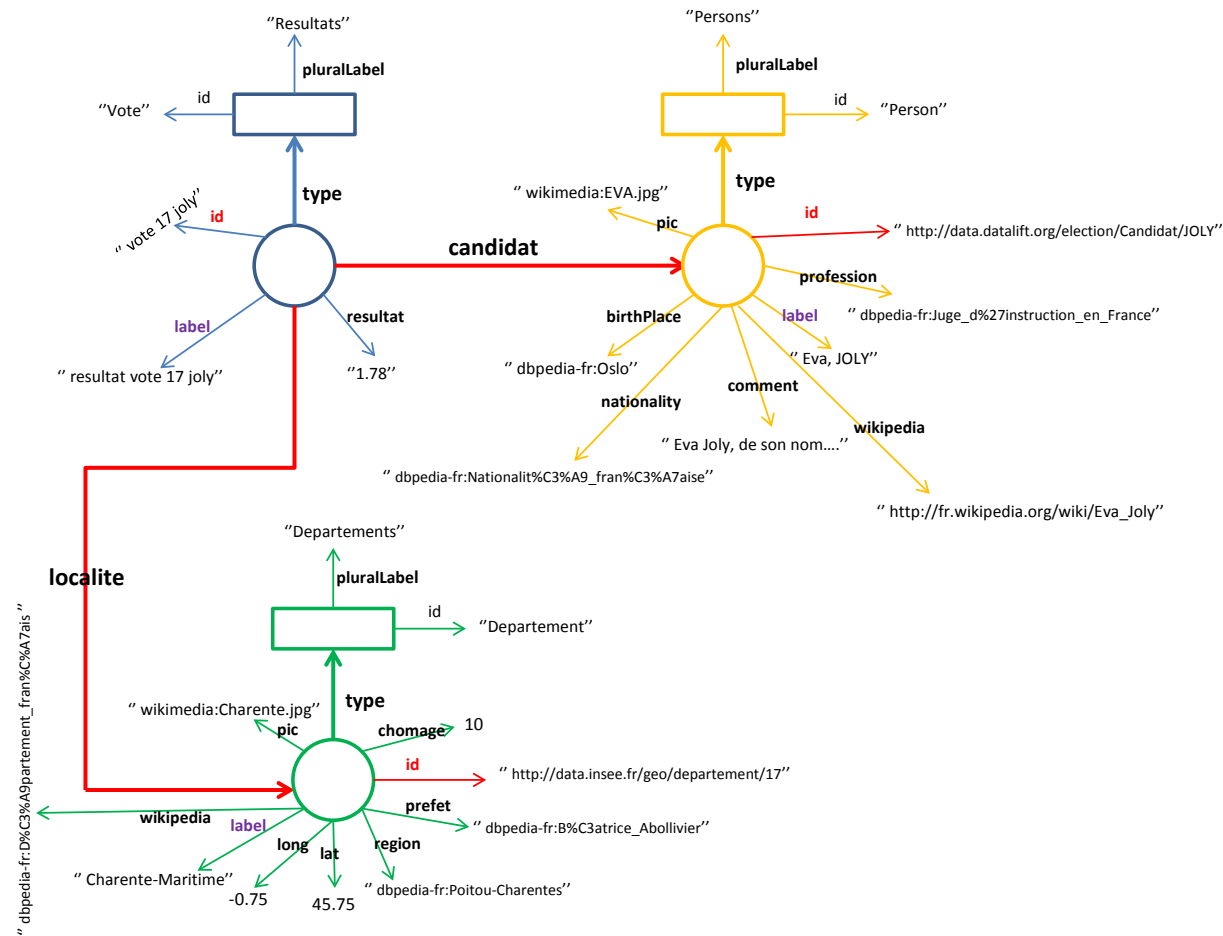 ‘’Resultats’’
pluralLabel
‘’Vote’’
id
type
‘’ vote 17 joly’’
id
label
resultat
‘’ resultat vote 17 joly’’
‘’1.78’’
candidat
‘’Persons’’
pluralLabel
id
‘’Person’’
type
‘’ wikimedia:EVA.jpg’’
pic
id
‘’ http://data.datalift.org/election/Candidat/JOLY’’
profession
‘’ dbpedia-fr:Juge_d%27instruction_en_France’’
birthPlace
label
‘’ Eva, JOLY’’
‘’ dbpedia-fr:Oslo’’
comment
nationality
wikipedia
‘’ Eva Joly, de son nom….’’
‘’ dbpedia-fr:Nationalit%C3%A9_fran%C3%A7aise’’
‘’ http://fr.wikipedia.org/wiki/Eva_Joly’’
localite
‘’Departements’’
pluralLabel
id
‘’Departement’’
type
‘’ wikimedia:Charente.jpg’’
pic
chomage
10
id
‘’ http://data.insee.fr/geo/departement/17’’
prefet
‘’ dbpedia-fr:B%C3atrice_Abollivier’’
wikipedia
‘’ dbpedia-fr:D%C3%A9partement_fran%C%A7ais ’’
label
long
lat
region
‘’ Charente-Maritime’’
-0.75
45.75
‘’ dbpedia-fr:Poitou-Charentes’’